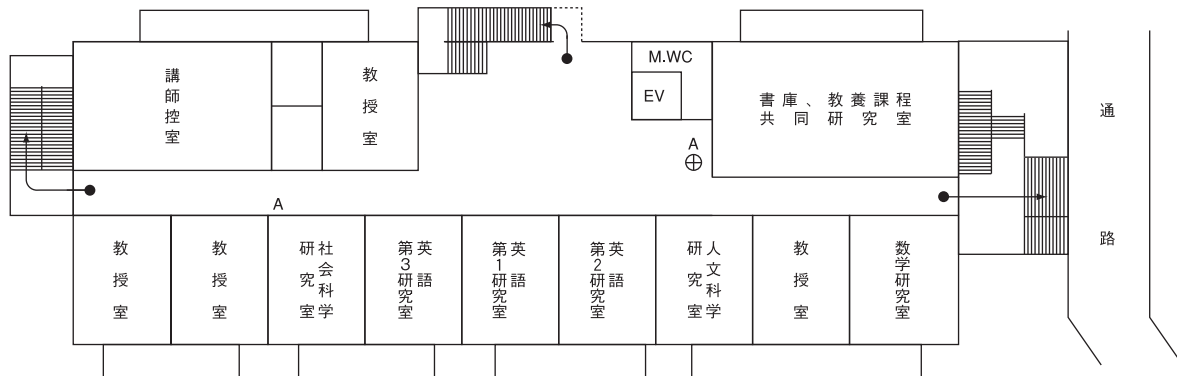 講師控室
教授室
M.WC
EV
書庫、教養課程
共同研究室
通路
A
A
教授室
教授室
社会科学
研究室
英語
第3研究室
英語
第1研究室
英語
第2研究室
人文科学
研究室
教授室
数学研究室